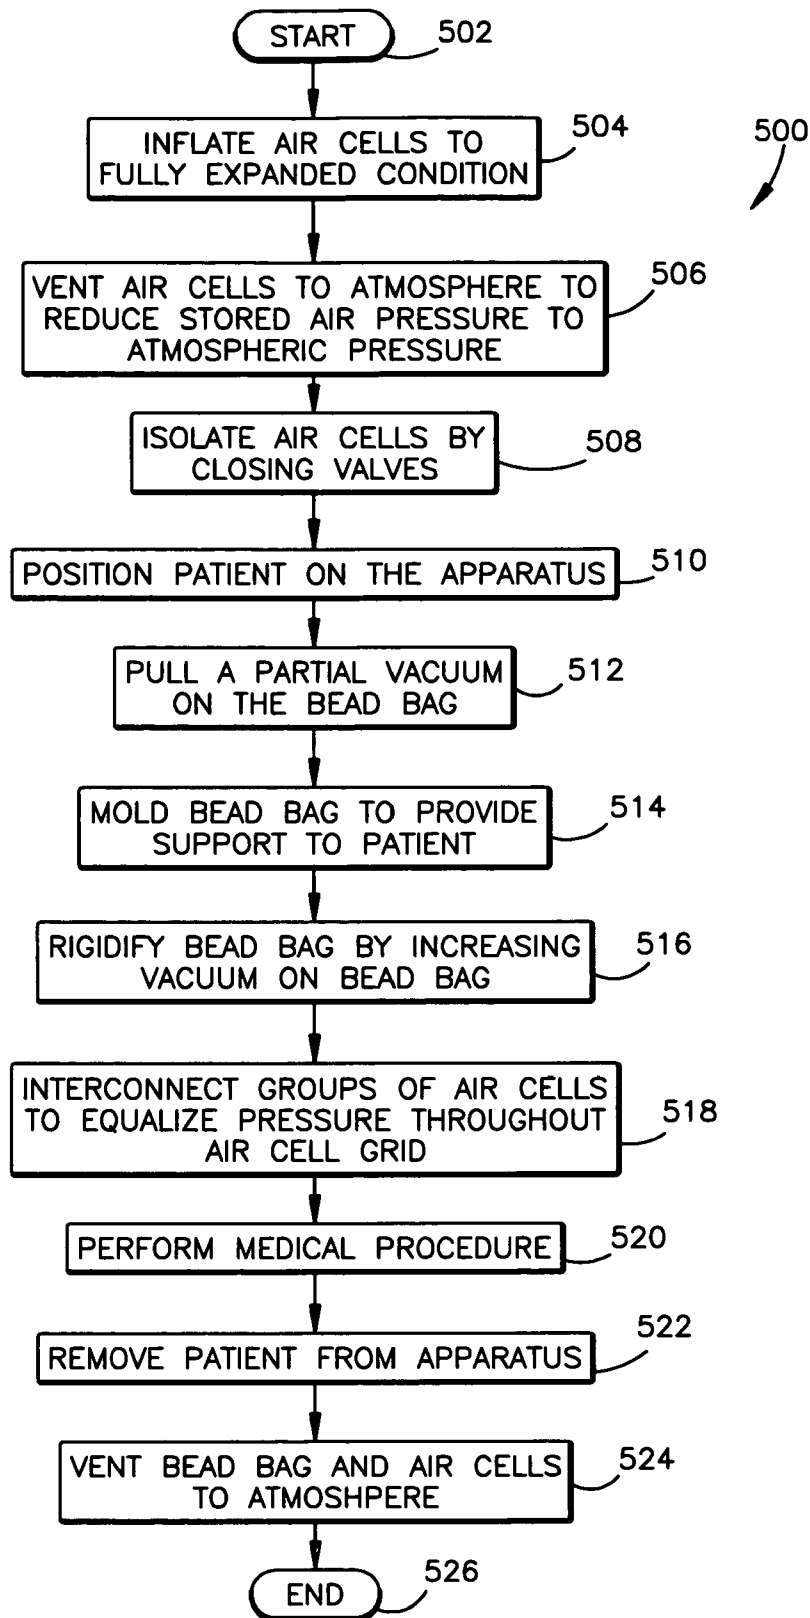 START
502
500
INFLATE AIR CELLS TO
FULLY EXPANDED CONDITION
504
VENT AIR CELLS TO ATMOSPHERE TO
REDUCE STORED AIR PRESSURE TO
ATMOSPHERIC PRESSURE
506
ISOLATE AIR CELLS BY
CLOSING VALVES
508
POSITION PATIENT ON THE APPARATUS
510
PULL A PARTIAL VACUUM
ON THE BEAD BAG
512
MOLD BEAD BAG TO PROVIDE
SUPPORT TO PATIENT
514
RIGIDIFY BEAD BAG BY INCREASING
VACUUM ON BEAD BAG
516
INTERCONNECT GROUPS OF AIR CELLS
TO EQUALIZE PRESSURE THROUGHOUT
AIR CELL GRID
518
PERFORM MEDICAL PROCEDURE
520
REMOVE PATIENT FROM APPARATUS
522
VENT BEAD BAG AND AIR CELLS
TO ATMOSHPERE
524
END
526